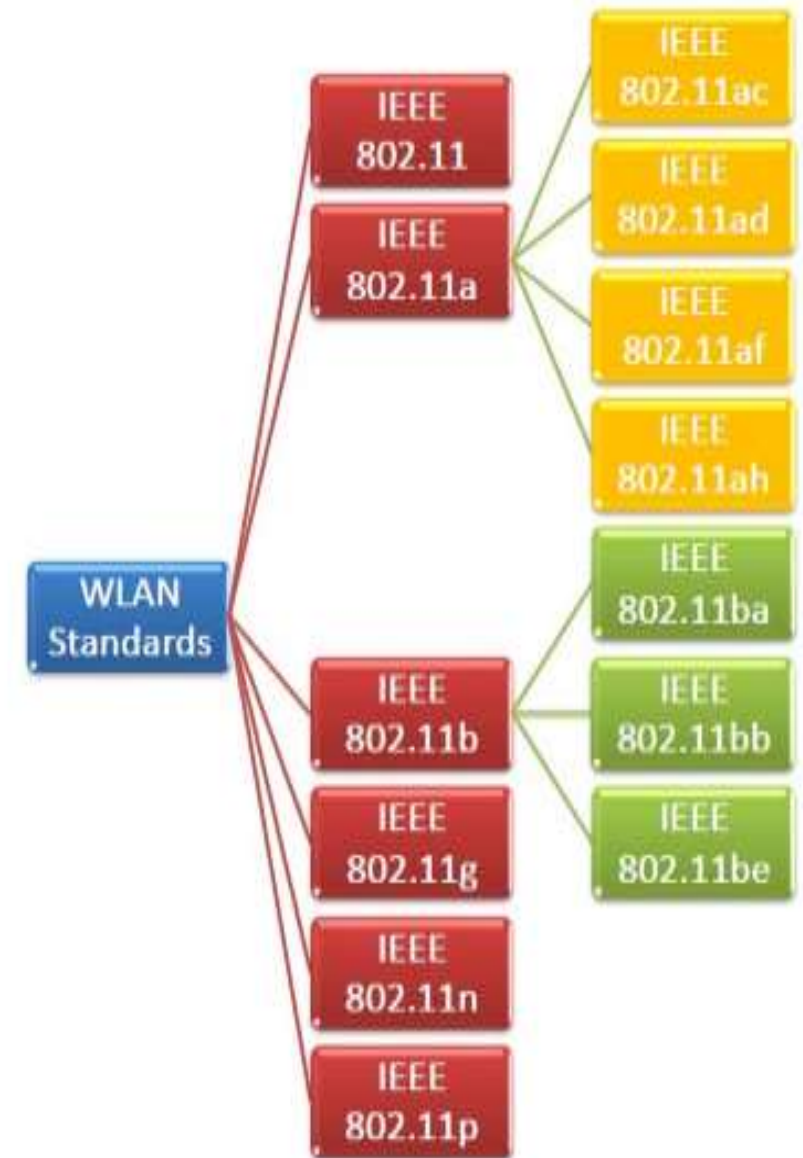 WLAN
Standards
IEEE
802.11
IEEE
802.11a
IEEE
802.11ac
IEEE
802.11ad
IEEE
802.11af
IEEE
802.11ah
IEEE
802.11b
IEEE
802.11ba
IEEE
802.11bb
IEEE
802.11be
IEEE
802.11g
IEEE
802.11n
IEEE
802.11p